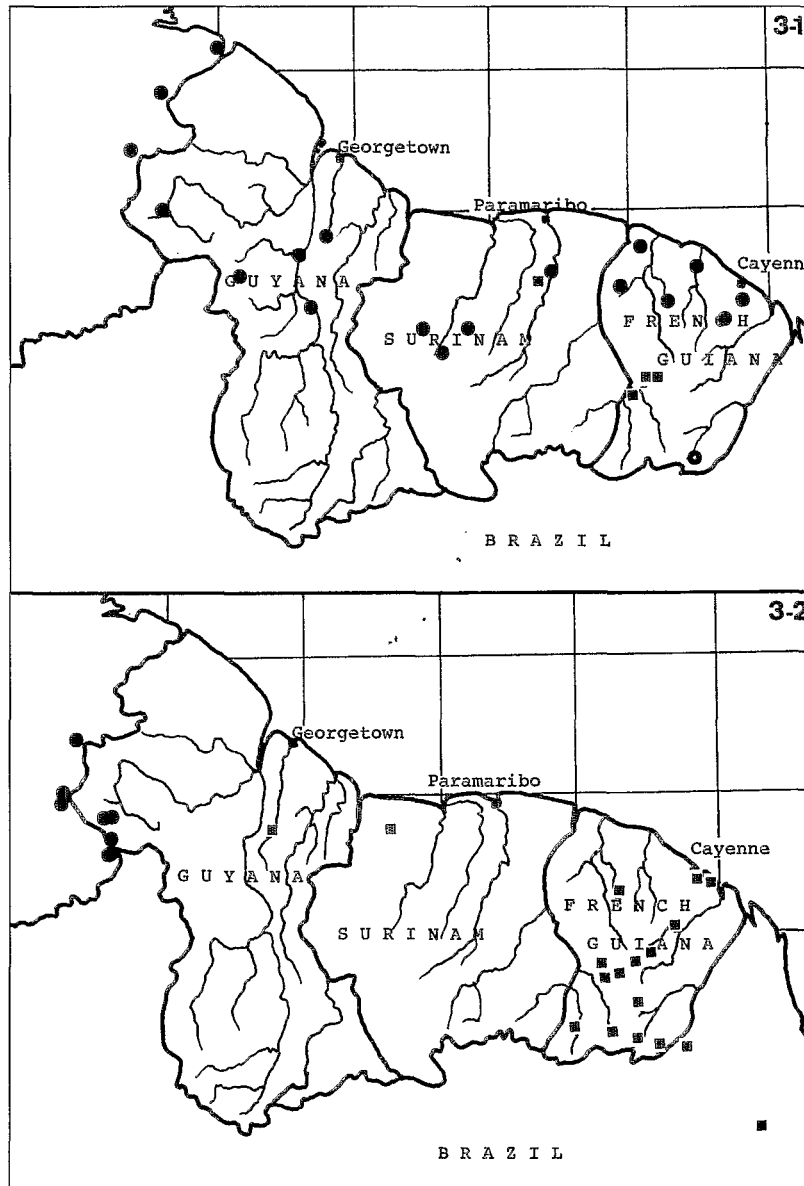 3-1
Georgetown
Paramaribo
Cayenn
GUYANA
SURINAM
FRENCH
GUIANA
BRAZIL
3-2
Georgetown
Paramaribo
Cayenne
GUYANA
FRENCH
SURINAM
GUIANA
BRAZIL